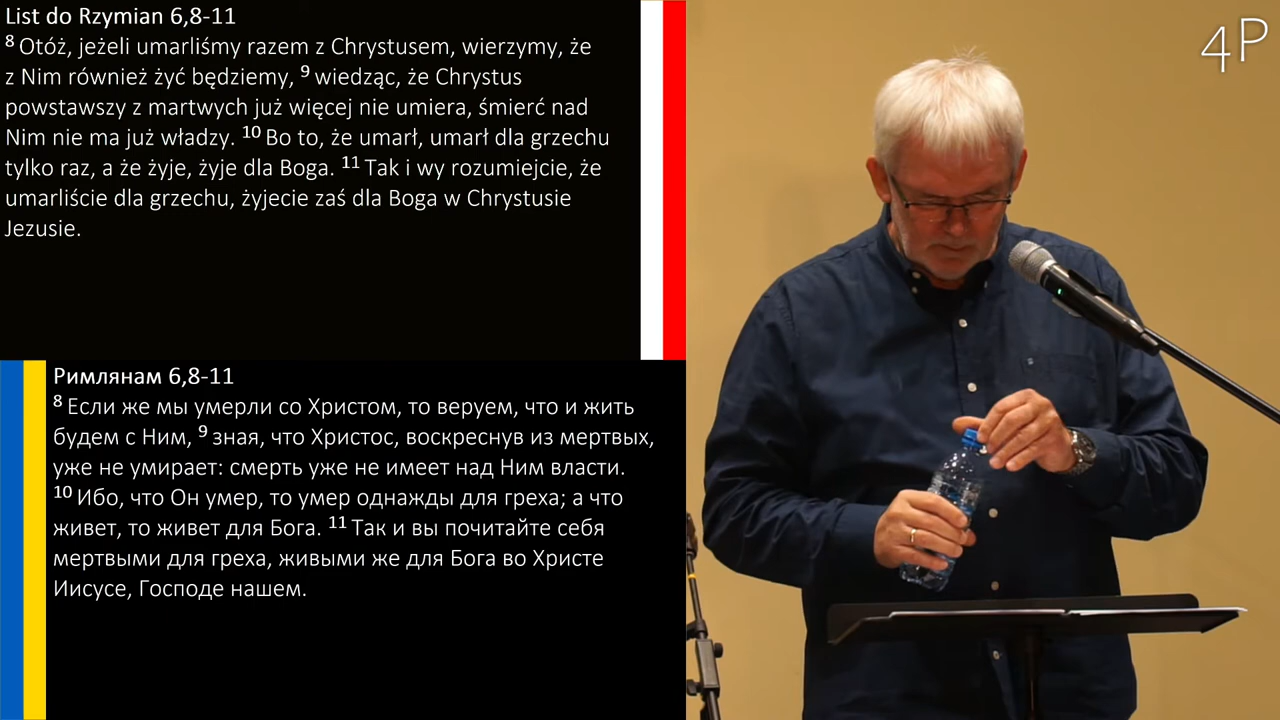 List do Rzymian 6,8-11
8 Otóż, jeżeli umarliśmy razem z Chrystusem, wierzymy, że
z Nim również żyć będziemy, 9 wiedząc, że Chrystus
powstawszy z martwych już więcej nie umiera, śmierć nad
Nim nie ma już władzy. 10 Bo to, że umarł, umarł dla grzechu
tylko raz, a że żyje, żyje dla Boga. 11 Tak i wy rozumiejcie, że
umarliście dla grzechu, żyjecie zaś dla Boga w Chrystusie
Jezusie.
4P
Римлянам 6,8-11
8 Если же мы умерли со Христом, то веруем, что и жить
будем с Ним, 9 зная, что Христос, воскреснув из мертвых,
уже не умирает: смерть уже не имеет над Ним власти.
10 Ибо, что Он умер, то умер однажды для греха; а что
живет, то живет для Бога. 11 Так и вы почитайте себя
мертвыми для греха, живыми же для Бога во Христе
Иисусе, Господе нашем.